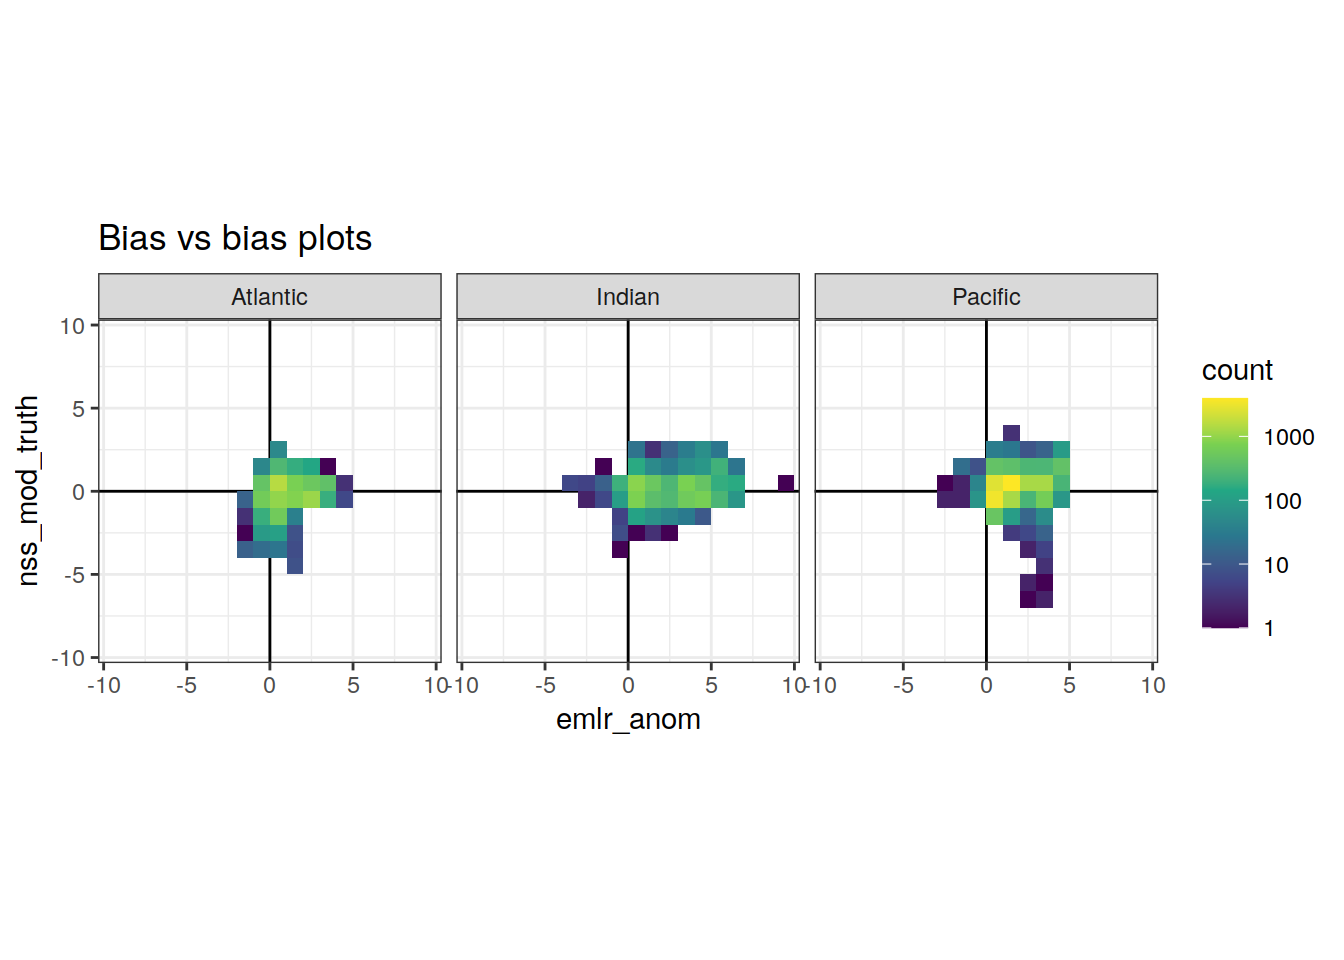 Bias vs bias plots
Atlantic
Indian
Pacific
nss_mod_truth
10
5
0
-5
-10
-10 -5 0 5 10
-10 -5 0 5 10
-10 -5 0 5 10
emlr_anom
count
1000
100
10
1